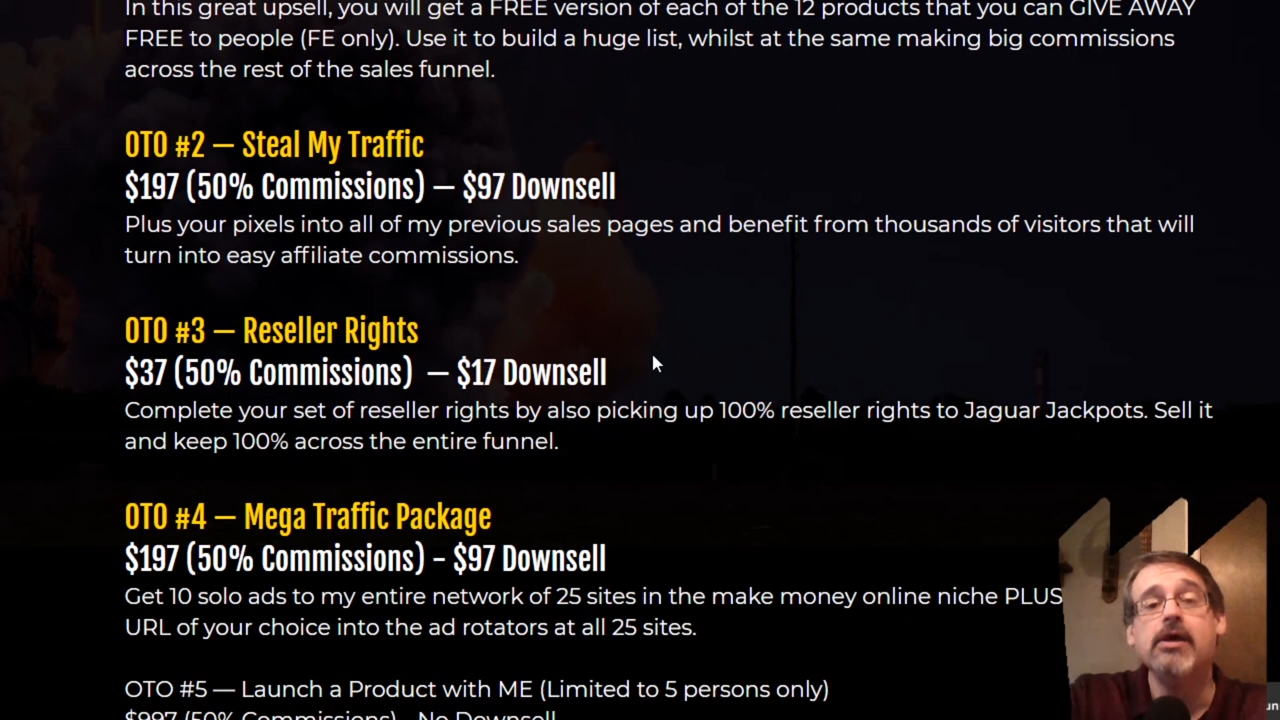 In this great upsell, you will get a FREE version of each of the 12 products that you can GIVE AWAY
FREE to people (FE only). Use it to build a huge list, whilst at the same making big commissions
across the rest of the sales funnel.
OTO #2 — Steal My Traffic
$197 (50% Commissions) — $97 Downsell
Plus your pixels into all of my previous sales pages and benefit from thousands of visitors that will
turn into easy affiliate commissions.
OTO #3 — Reseller Rights
$37 (50% Commissions) — $17 Downsell
Complete your set of reseller rights by also picking up 100% reseller rights to Jaguar Jackpots. Sell it
and keep 100% across the entire funnel.
OTO #4 — Mega Traffic Package
$197 (50% Commissions) - $97 Downsell
Get 10 solo ads to my entire network of 25 sites in the make money online niche PLUS
URL of your choice into the ad rotators at all 25 sites.
OTO #5 — Launch a Product with ME (Limited to 5 persons only)
$997 (50% Commissions) - No Downsell